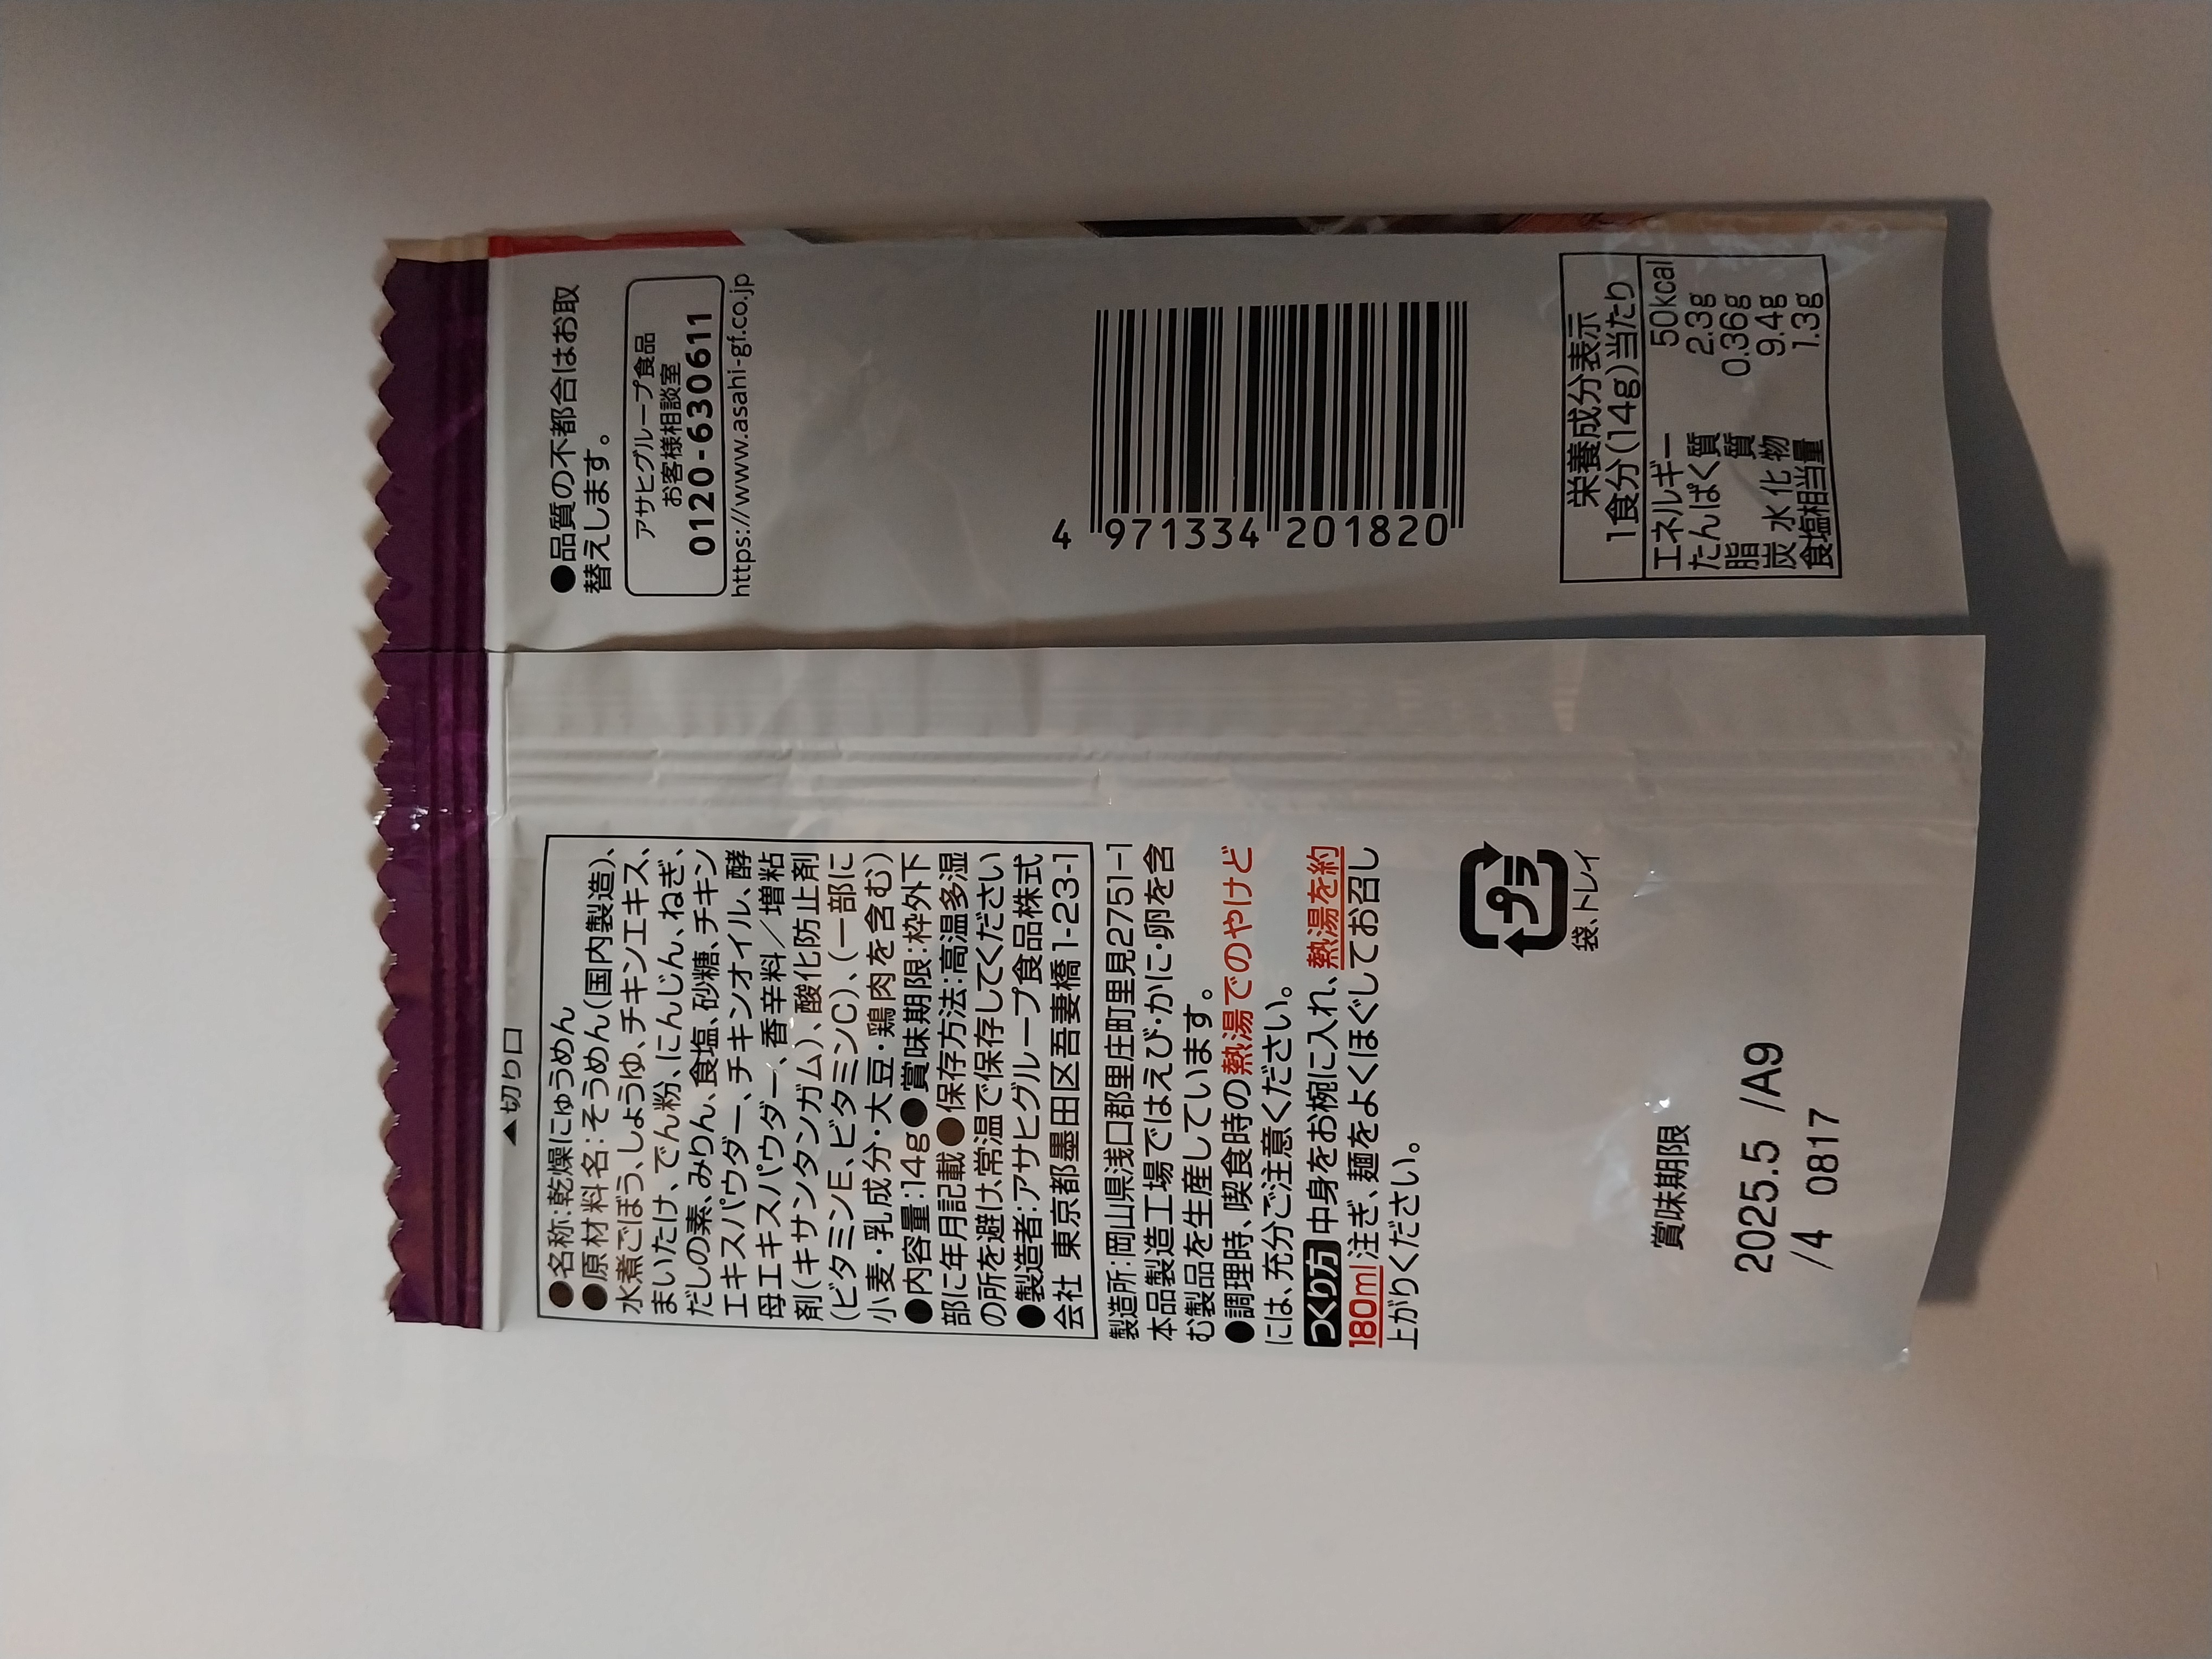 ▲切り口
●名称:乾燥にゅうめん
●原材料名:そうめん(国内製造)、
水煮ごぼう、しょうゆ、チキンエキス、
まいたけ、でん粉、にんじん、ねぎ、
だしの素、みりん、食塩、砂糖、チキン
エキスパウダー、チキンオイル、酵
母エキスパウダー、香辛料/増粘
剤(キサンタンガム)、酸化防止剤
(ビタミンE、ビタミンC)、(一部に
小麦・乳成分・大豆・鶏肉を含む)
●内容量:14g●賞味期限:枠外下
部に年月記載●保存方法:高温多湿
の所を避け、常温で保存してください
●製造者:アサヒグループ食品株式
会社 東京都墨田区吾妻橋1-23-1
製造所:岡山県浅口郡里庄町里見2751-1
本品製造工場ではえび・かに・卵を含
む製品を生産しています。
●調理時、喫食時の熱湯でのやけど
には、充分ご注意ください。
つくり方 中身をお椀に入れ、熱湯を約
180ml注ぎ、麺をよくほぐしてお召し
上がりください。
プラ
袋、トレイ
賞味期限
2025.5 /A9
/4 0817
●品質の不都合はお取
替えします。
アサヒグループ食品
お客様相談室
0120-630611
https://www.asahi-gf.co.jp
4 971334 201820
栄養成分表示
1食分(14g)当たり
エネルギー 50kcal
たんぱく質 2.3g
脂質 0.36g
炭水化物 9.4g
食塩相当量 1.3g